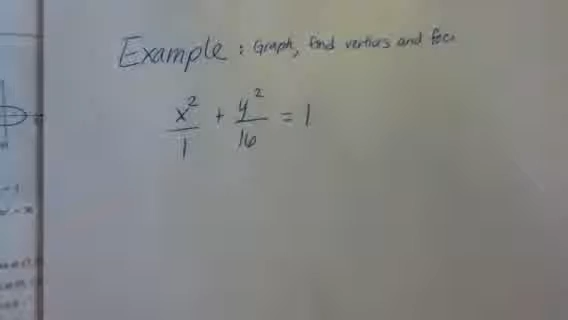 Example: Graph, find vertices and foci
x²/1 + y²/16 = 1